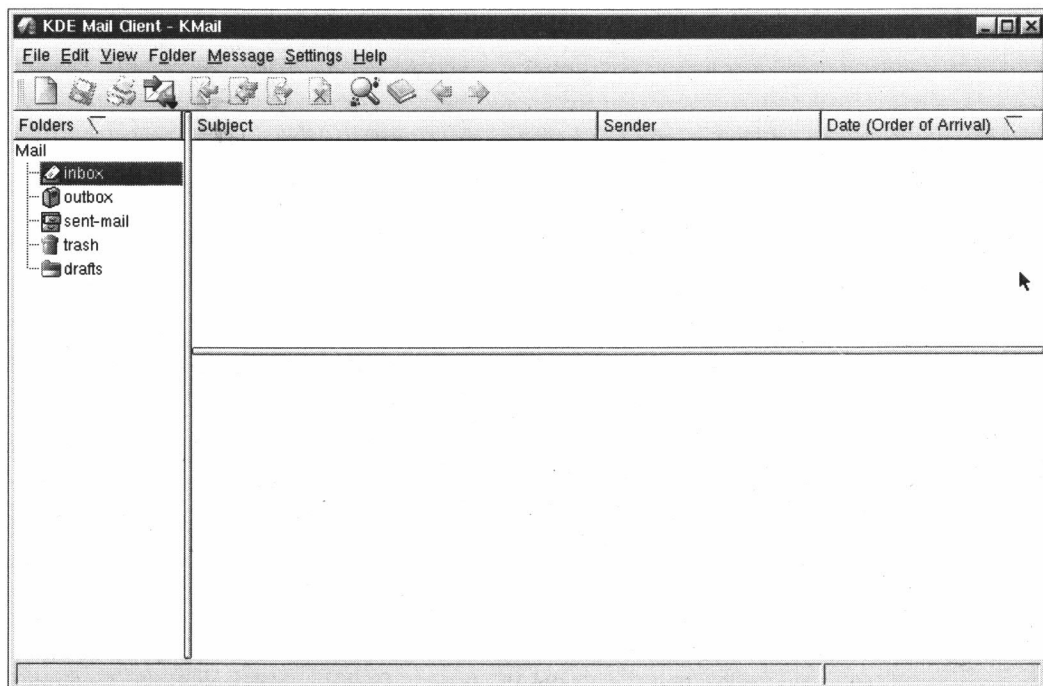 KDE Mail Client - KMail
File Edit View Folder Message Settings Help
Folders Subject Sender Date (Order of Arrival)
Mail
inbox
outbox
sent-mail
trash
drafts